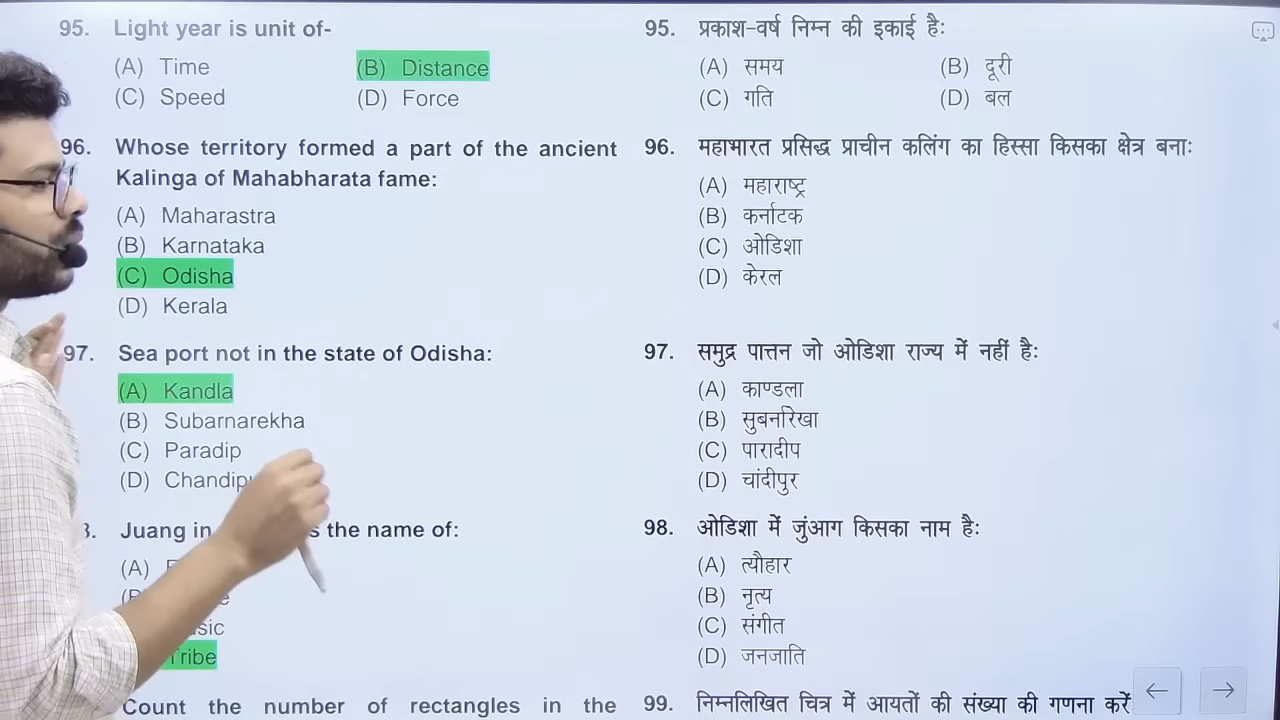 95. Light year is unit of-
(A) Time (B) Distance
(C) Speed (D) Force
96. Whose territory formed a part of the ancient
Kalinga of Mahabharata fame:
(A) Maharastra
(B) Karnataka
(C) Odisha
(D) Kerala
97. Sea port not in the state of Odisha:
(A) Kandla
(B) Subarnarekha
(C) Paradip
(D)
Juang in the name of:
(A)
Tribe
Count the number of rectangles in the
95. प्रकाश-वर्ष निम्न की इकाई हैः
(A) समय (B) दूरी
(C) गति (D) बल
96. महाभारत प्रसिद्ध प्राचीन कलिंग का हिस्सा किसका क्षेत्र बनाः
(A) महाराष्ट्र
(B) कर्नाटक
(C) ओडिशा
(D) केरल
97. समुद्र पात्तन जो ओडिशा राज्य में नहीं हैः
(A) काण्डला
(B) सुबर्नारेखा
(C) पारादीप
(D) चांदीपुर
98. ओडिशा में जुंआग किसका नाम हैः
(A) त्यौहार
(B) नृत्य
(C) संगीत
(D) जनजाति
99. निम्नलिखित चित्र में आयतों की संख्या की गणना करें